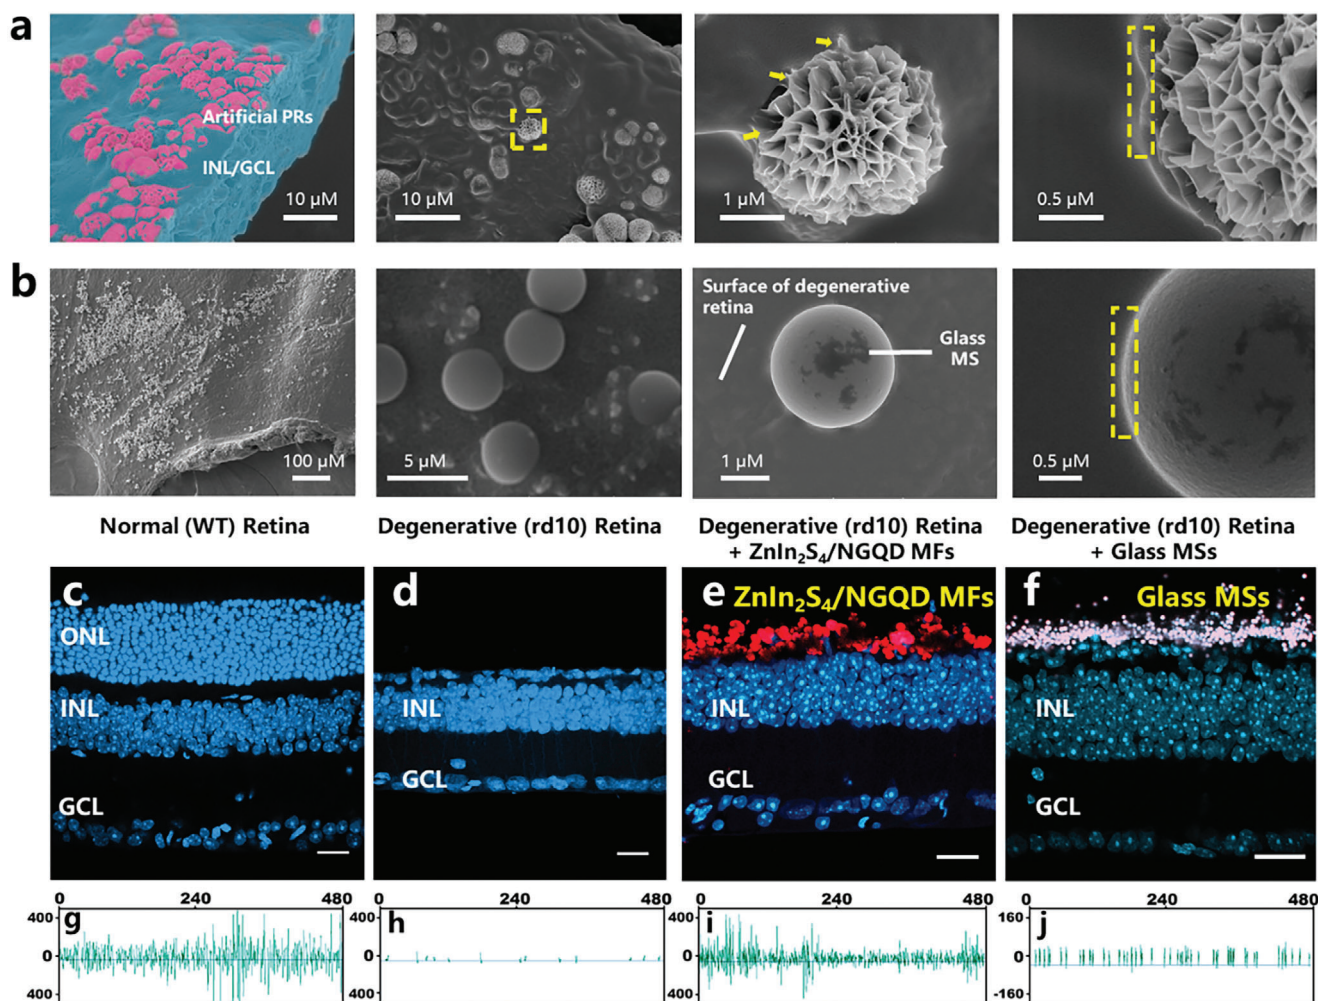 a
Artificial PRs
INL/GCL
10 μM
10 μM
1 μM
0.5 μM
b
100 μM
5 μM
Surface of degenerative
retina
Glass
MS
1 μM
0.5 μM
Normal (WT) Retina
Degenerative (rd10) Retina
Degenerative (rd10) Retina
+ ZnIn₂S₄/NGQD MFs
Degenerative (rd10) Retina
+ Glass MSs
c
ONL
INL
GCL
d
INL
GCL
e
ZnIn₂S₄/NGQD MFs
INL
GCL
f
Glass MSs
INL
GCL
0 240 480
400
g
0
400
0 240 480
400
h
0
400
0 240 480
400
i
0
400
240 480
160
j
0
-160